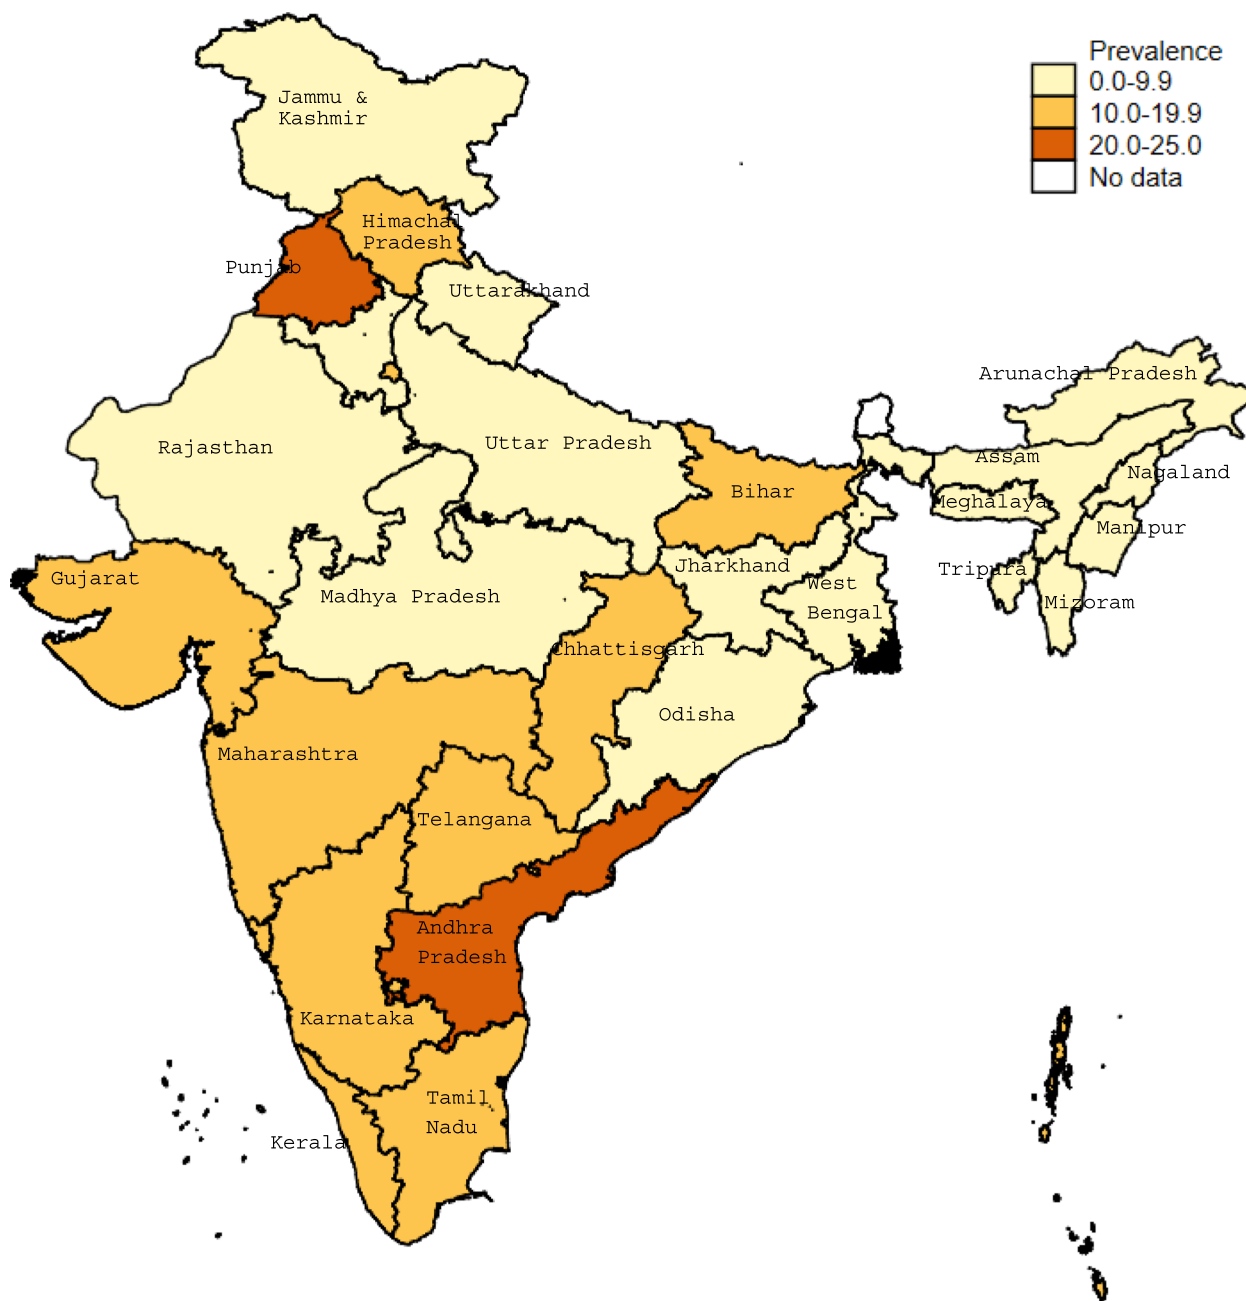 Prevalence
0.0-9.9
10.0-19.9
20.0-25.0
No data
Jammu &
Kashmir
Himachal
Pradesh
Punjab
Uttarakhand
Arunachal Pradesh
Rajasthan
Uttar Pradesh
Assam
Nagaland
Bihar
Meghalaya
Manipur
Gujarat
Jharkhand
Tripura
Madhya Pradesh
West
Bengal
Mizoram
Chhattisgarh
Odisha
Maharashtra
Telangana
Andhra
Pradesh
Karnataka
Tamil
Nadu
Kerala